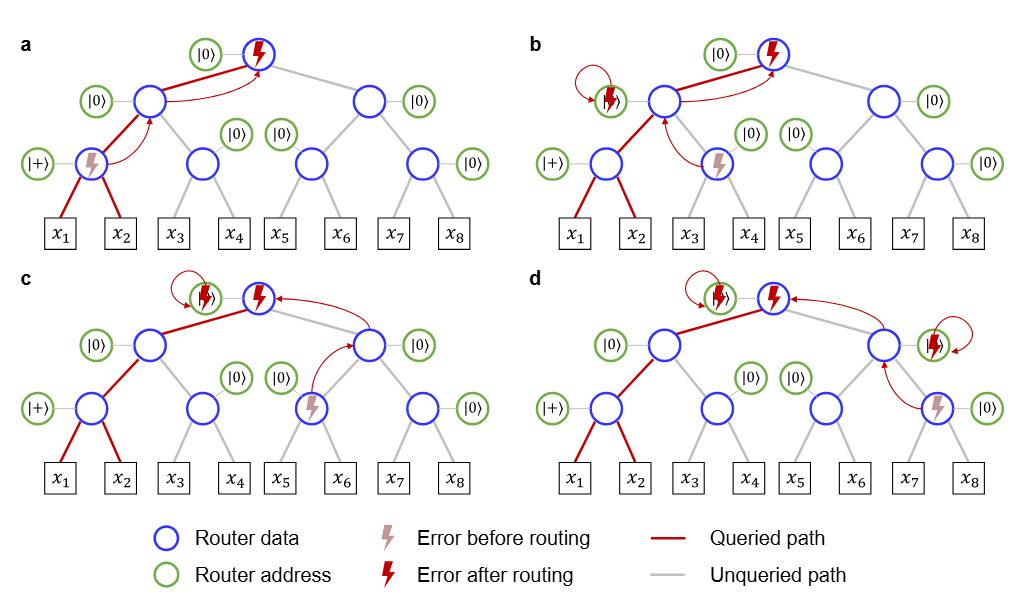 a b
|0⟩ |0⟩
|0⟩ |0⟩ |0⟩
|0⟩ |0⟩ |0⟩ |0⟩
|+⟩ |0⟩ |+⟩ |0⟩
x₁ x₂ x₃ x₄ x₅ x₆ x₇ x₈ x₁ x₂ x₃ x₄ x₅ x₆ x₇ x₈
c d
|0⟩ |0⟩ |0⟩
|0⟩ |0⟩ |0⟩ |0⟩
|+⟩ |0⟩ |+⟩ |0⟩
x₁ x₂ x₃ x₄ x₅ x₆ x₇ x₈ x₁ x₂ x₃ x₄ x₅ x₆ x₇ x₈
Router data Error before routing Queried path
Router address Error after routing Unqueried path